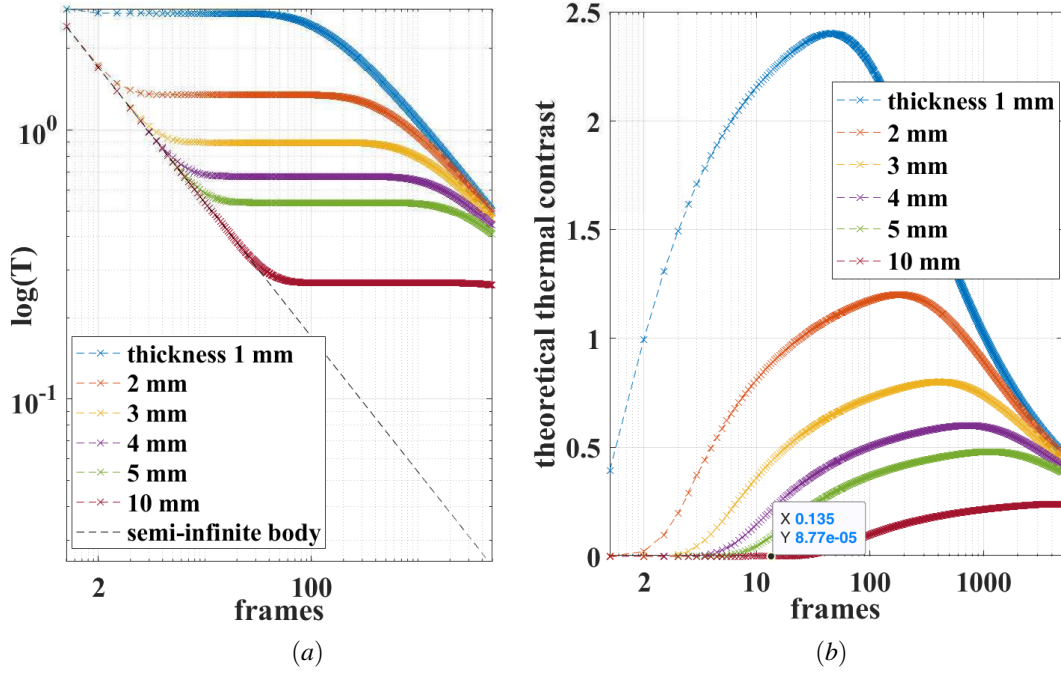 log(T)
10^0
10^-1
thickness 1 mm
2 mm
3 mm
4 mm
5 mm
10 mm
semi-infinite body
2
100
frames
(a)
theoretical thermal contrast
2.5
2
1.5
1
0.5
0
thickness 1 mm
2 mm
3 mm
4 mm
5 mm
10 mm
X 0.135
Y 8.77e-05
2
10
100
1000
frames
(b)